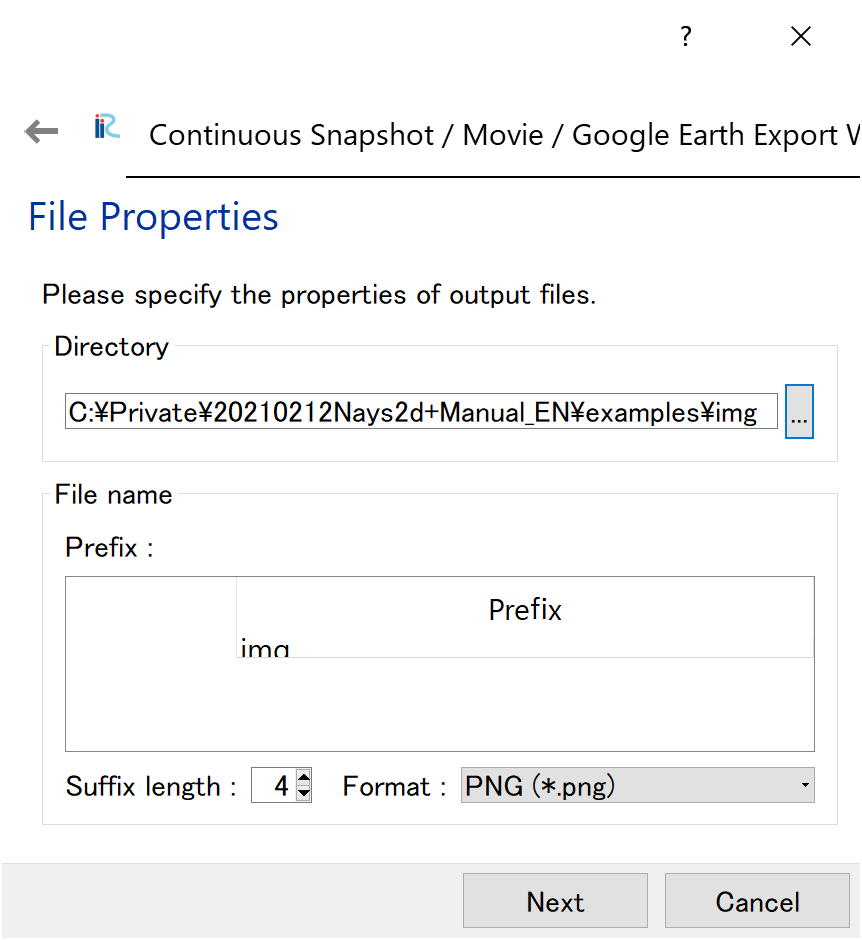 ?
Continuous Snapshot / Movie / Google Earth Export
File Properties
Please specify the properties of output files.
Directory
C:¥Private¥20210212Nays2d+Manual_EN¥examples¥img
...
File name
Prefix :
Prefix
img
Suffix length : 4 Format : PNG (*.png)
Next Cancel